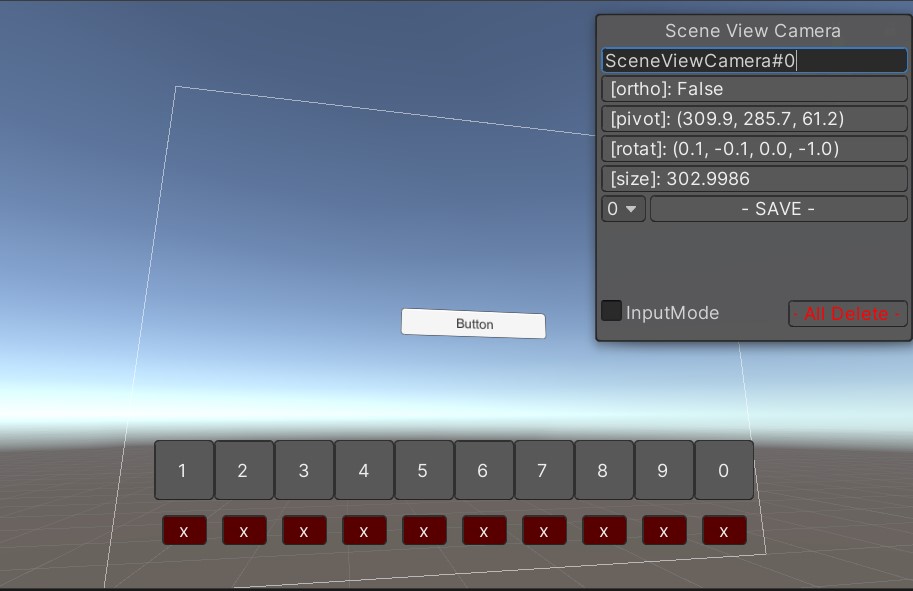 Scene View Camera
SceneViewCamera#0
[ortho]: False
[pivot]: (309.9, 285.7, 61.2)
[rotat]: (0.1, -0.1, 0.0, -1.0)
[size]: 302.9986
0 - SAVE -
InputMode - All Delete -
Button
1 2 3 4 5 6 7 8 9 0
x x x x x x x x x x